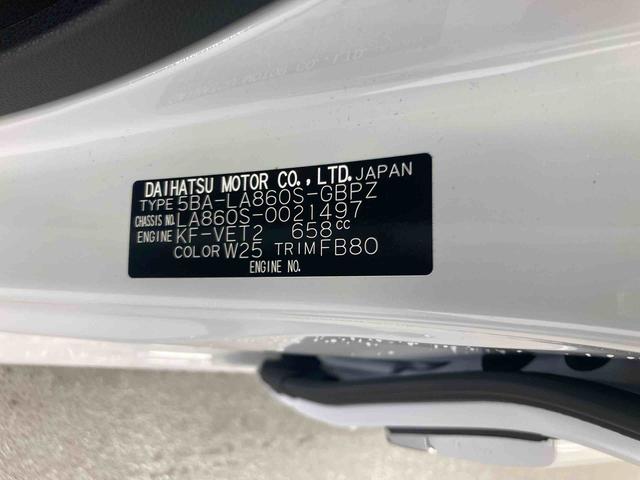 DAIHATSU MOTOR CO., LTD. JAPAN
TYPE 5BA-LA860S-GBPZ
CHASSIS NO. LA860S-0021497
ENGINE KF-VET2 658cc
COLOR W25 TRIM FB80
ENGINE NO.